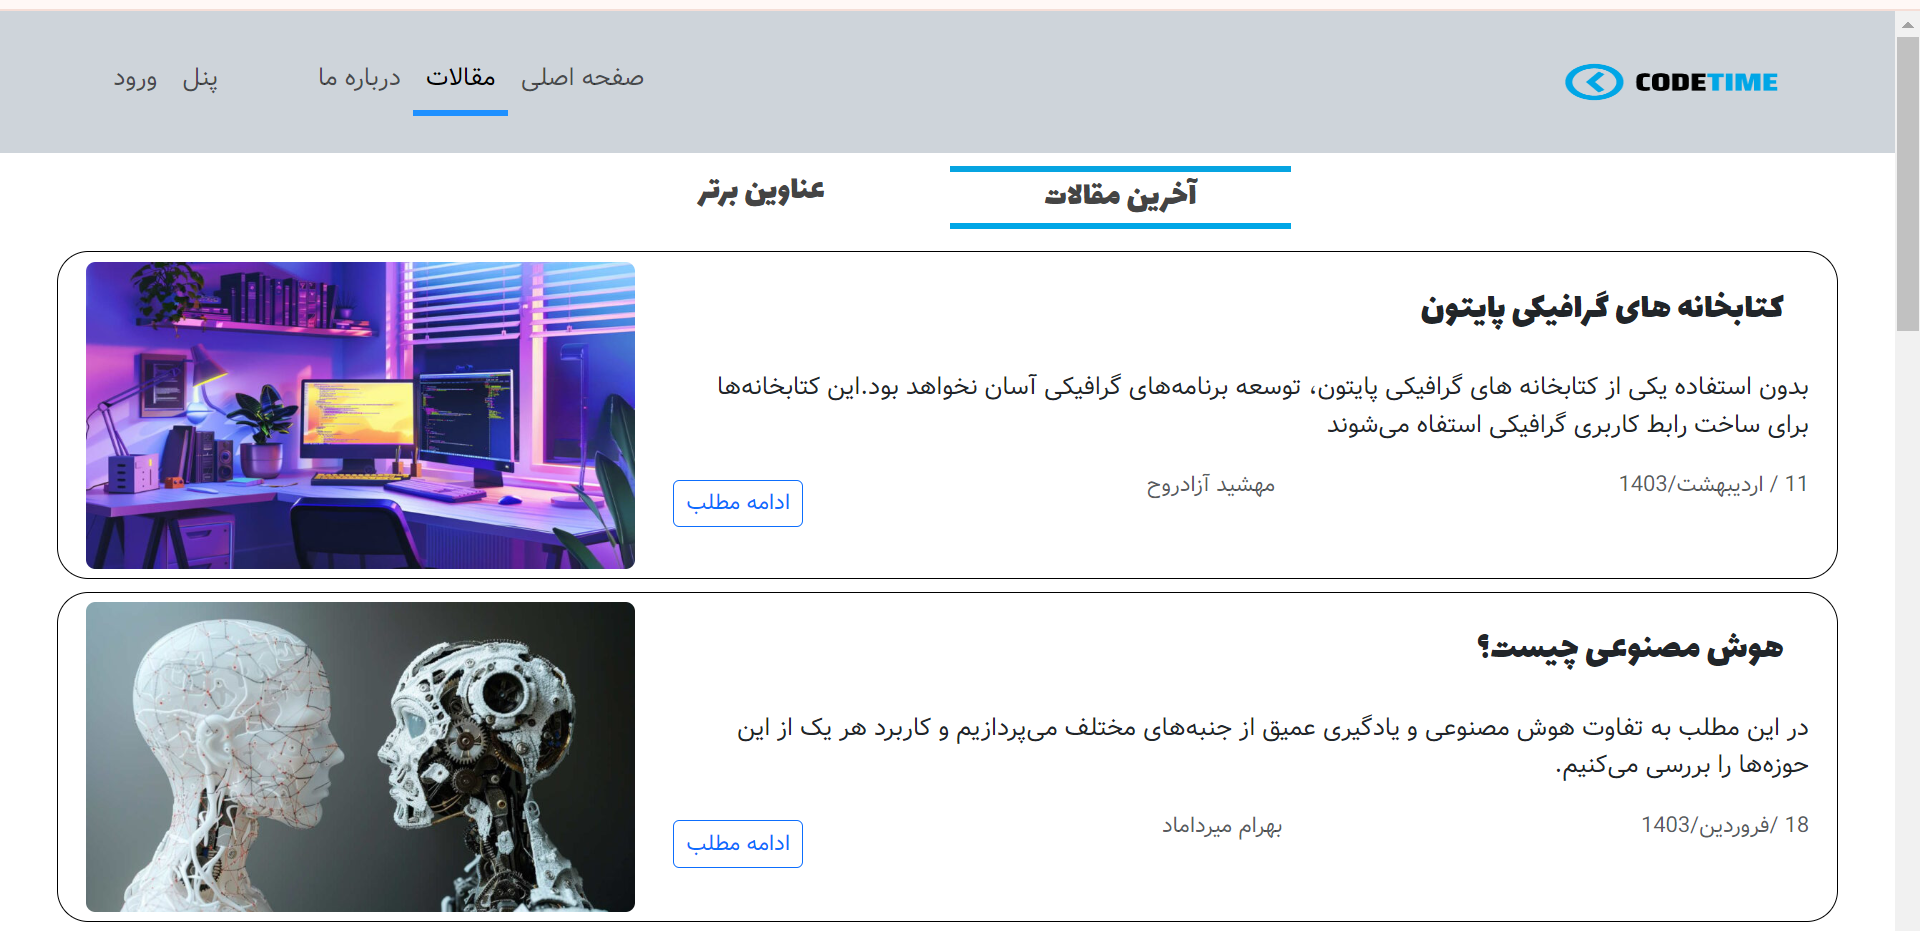 CODETIME
صفحه اصلی
مقالات
درباره ما
پنل
ورود
آخرین مقالات
عناوین برتر
کتابخانه های گرافیکی پایتون
بدون استفاده یکی از کتابخانه های گرافیکی پایتون، توسعه برنامه‌های گرافیکی آسان نخواهد بود.این کتابخانه‌ها
برای ساخت رابط کاربری گرافیکی استفاه می‌شوند
11 / اردیبهشت/1403
مهشید آزادروح
ادامه مطلب
هوش مصنوعی چیست؟
در این مطلب به تفاوت هوش مصنوعی و یادگیری عمیق از جنبه‌های مختلف می‌پردازیم و کاربرد هر یک از این
حوزه‌ها را بررسی می‌کنیم.
18 /فروردین/1403
بهرام میرداماد
ادامه مطلب